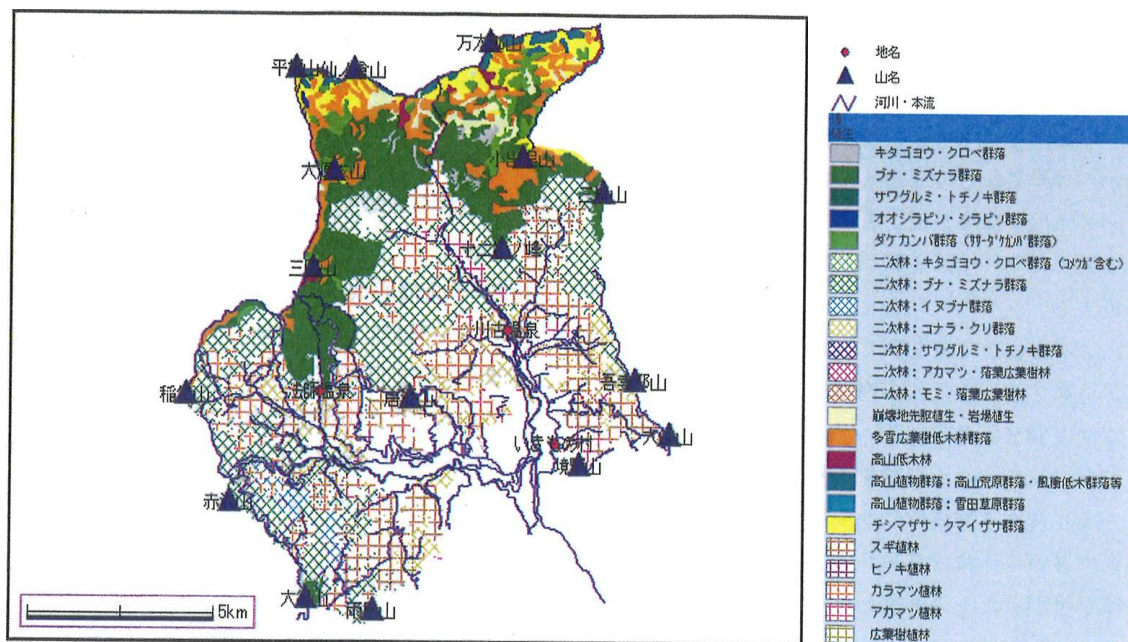 万太郎山
平標山
仙ノ倉山
小出俣山
大源太山
三尾山
十二ノ峰
三国山
川古温泉
吾妻耶山
稲包山
法師温泉
唐沢山
大峰山
いきもの村
赤沢山
雨見山
5km
地名
山名
河川・本流
植生
キタゴヨウ・クロベ群落
ブナ・ミズナラ群落
サワグルミ・トチノキ群落
オオシラビソ・シラビソ群落
ダケカンバ群落 (ササ-ダケカンバ群落)
二次林:キタゴヨウ・クロベ群落 (コメツガ含む)
二次林:ブナ・ミズナラ群落
二次林:イヌブナ群落
二次林:コナラ・クリ群落
二次林:サワグルミ・トチノキ群落
二次林:アカマツ・落葉広葉樹林
二次林:モミ・落葉広葉樹林
崩壊地先駆植生・岩場植生
多雪広葉樹低木林群落
高山低木林
高山植物群落:高山荒原群落・風衝低木群落等
高山植物群落:雪田草原群落
チシマザサ・クマイザサ群落
スギ植林
ヒノキ植林
カラマツ植林
アカマツ植林
広葉樹植林